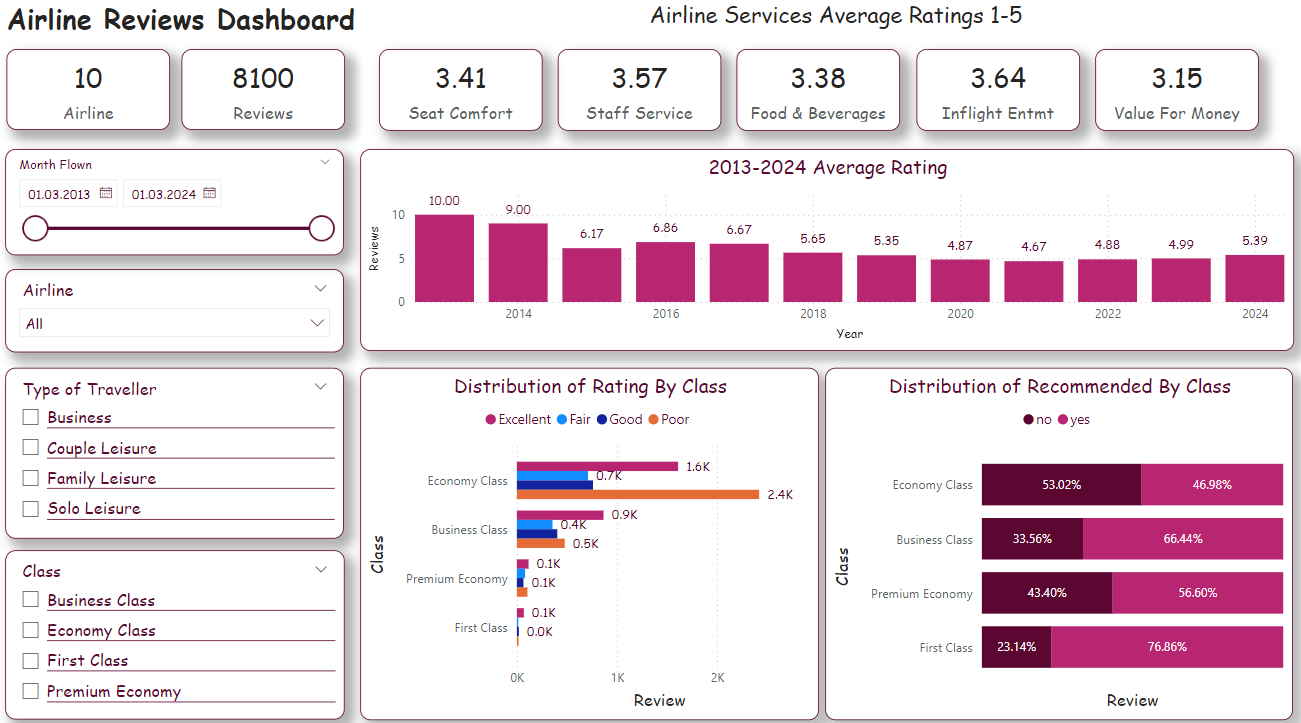 Airline Reviews Dashboard
Airline Services Average Ratings 1-5
10
Airline
8100
Reviews
3.41
Seat Comfort
3.57
Staff Service
3.38
Food & Beverages
3.64
Inflight Entmt
3.15
Value For Money
Month Flown
01.03.2013
01.03.2024
Airline
All
Type of Traveller
Business
Couple Leisure
Family Leisure
Solo Leisure
Class
Business Class
Economy Class
First Class
Premium Economy
2013-2024 Average Rating
Reviews
10
5
0
10.00
9.00
6.17
6.86
6.67
5.65
5.35
4.87
4.67
4.88
4.99
5.39
2014
2016
2018
2020
2022
2024
Year
Distribution of Rating By Class
Excellent Fair Good Poor
Class
Economy Class
1.6K
0.7K
2.4K
Business Class
0.9K
0.4K
0.5K
Premium Economy
0.1K
0.1K
First Class
0.1K
0.0K
0K 1K 2K
Review
Distribution of Recommended By Class
no yes
Class
Economy Class 53.02% 46.98%
Business Class 33.56% 66.44%
Premium Economy 43.40% 56.60%
First Class 23.14% 76.86%
Review